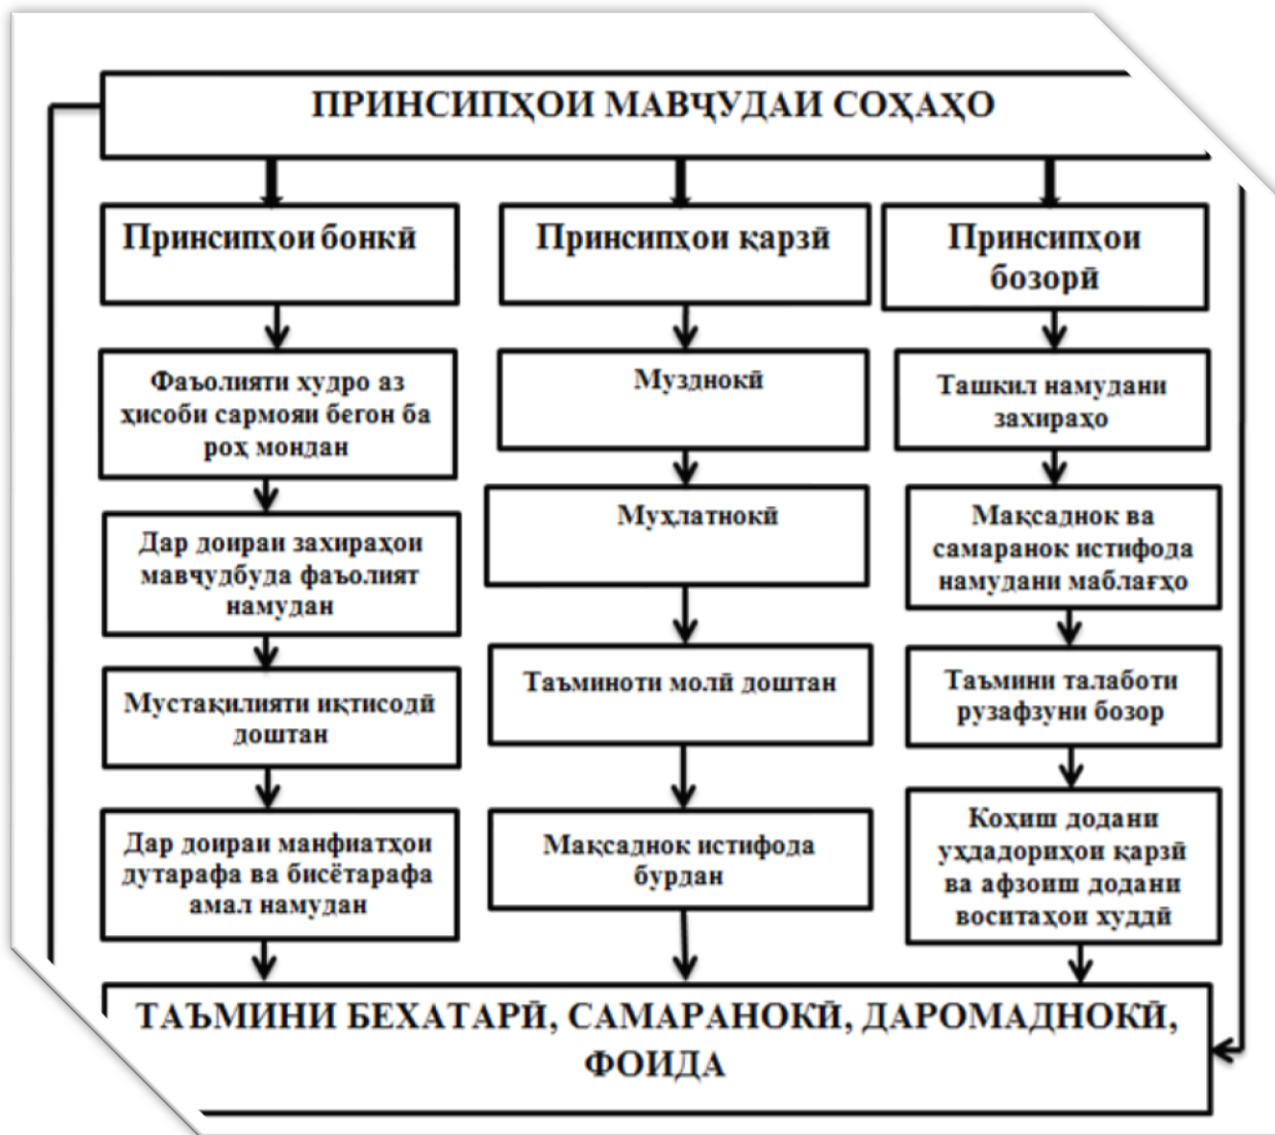 ПРИНСИПҲОИ МАВҶУДАИ СОҲАҲО
Принсипҳои бонкӣ
Фаъолияти худро аз
ҳисоби сармояи бегон ба
роҳ мондан
Дар доираи захираҳои
мавҷудбуда фаъолият
намудан
Мустақилияти иқтисодӣ
доштан
Дар доираи манфиатҳои
дутарафа ва бисётарафа
амал намудан
Принсипҳои қарзӣ
Музднокӣ
Муҳлатнокӣ
Таъминоти молӣ доштан
Мақсаднок истифода
бурдан
Принсипҳои
бозорӣ
Ташкил намудани
захираҳо
Мақсаднок ва
самаранок истифода
намудани маблағҳо
Таъмини талаботи
рузафзуни бозор
Коҳиш додани
уҳдадориҳои қарзӣ
ва афзоиш додани
воситаҳои худдӣ
ТАЪМИНИ БЕХАТАРӢ, САМАРАНОКӢ, ДАРОМАДНОКӢ,
ФОИДА